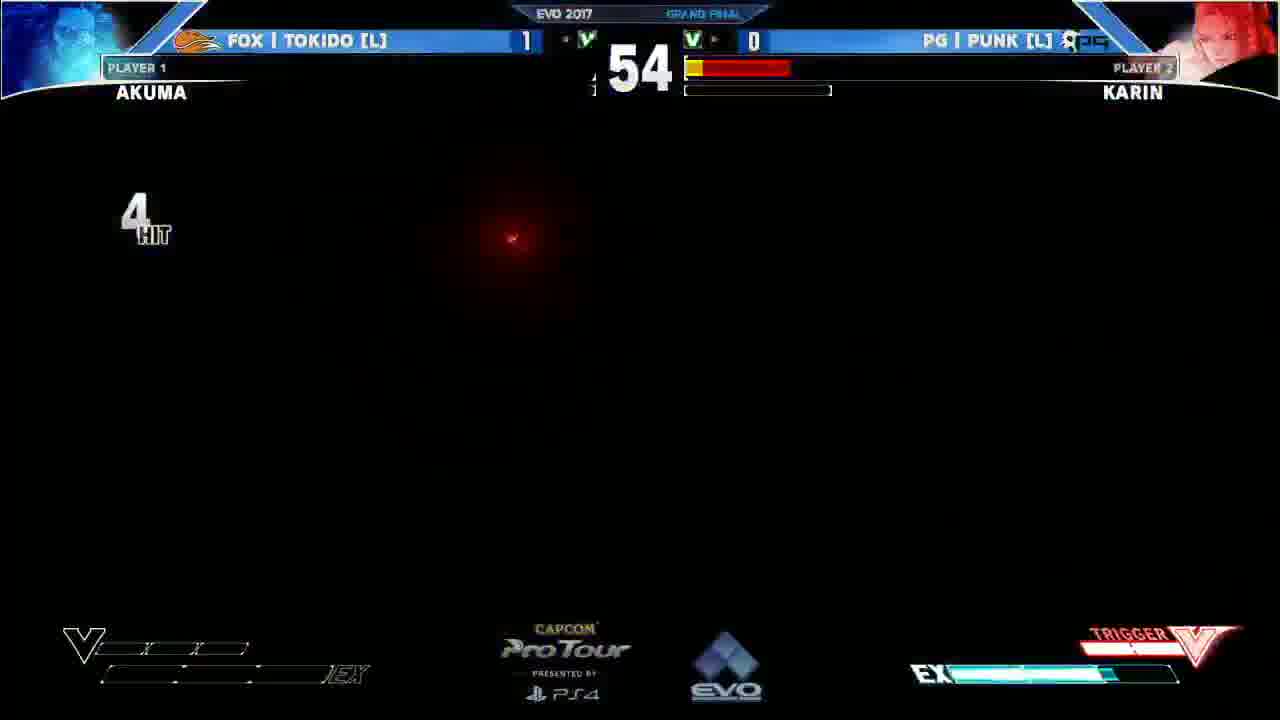 EVO 2017 GRAND FINAL
FOX | TOKIDO [L] 1 V 54 V 0 PG | PUNK [L] PG
PLAYER 1 PLAYER 2
AKUMA KARIN
4
HIT
V
EX
CAPCOM
Pro Tour
PRESENTED BY
PS4
EVO
TRIGGER V
EX